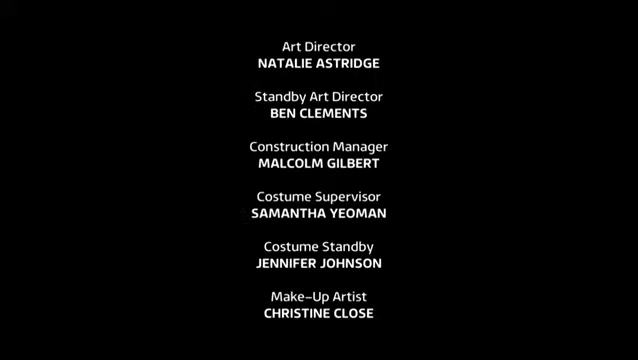 Art Director
NATALIE ASTRIDGE
Standby Art Director
BEN CLEMENTS
Construction Manager
MALCOLM GILBERT
Costume Supervisor
SAMANTHA YEOMAN
Costume Standby
JENNIFER JOHNSON
Make-Up Artist
CHRISTINE CLOSE